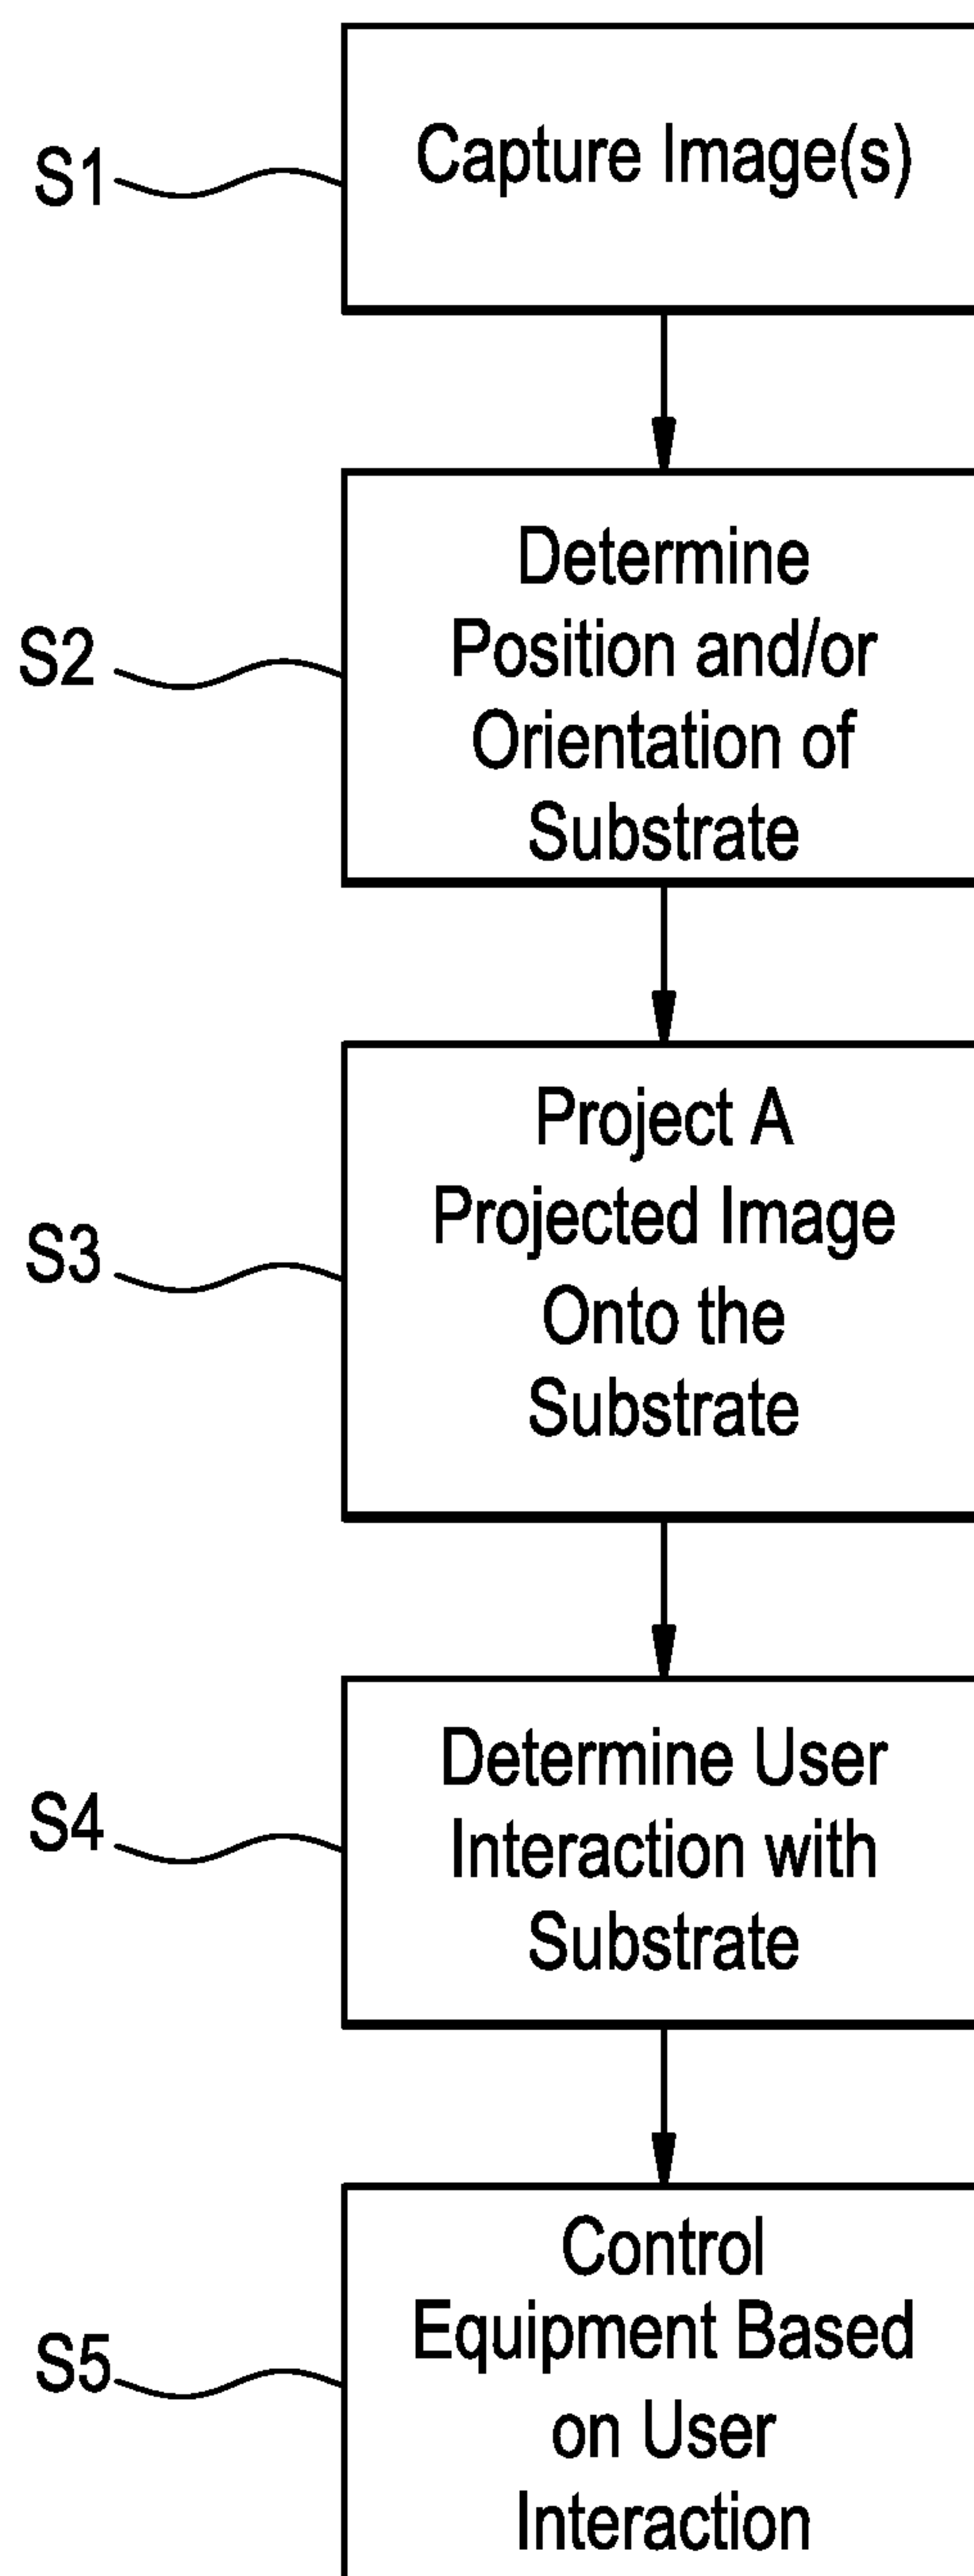 S1
Capture Image(s)
S2
Determine
Position and/or
Orientation of
Substrate
S3
Project A
Projected Image
Onto the
Substrate
S4
Determine User
Interaction with
Substrate
S5
Control
Equipment Based
on User
Interaction